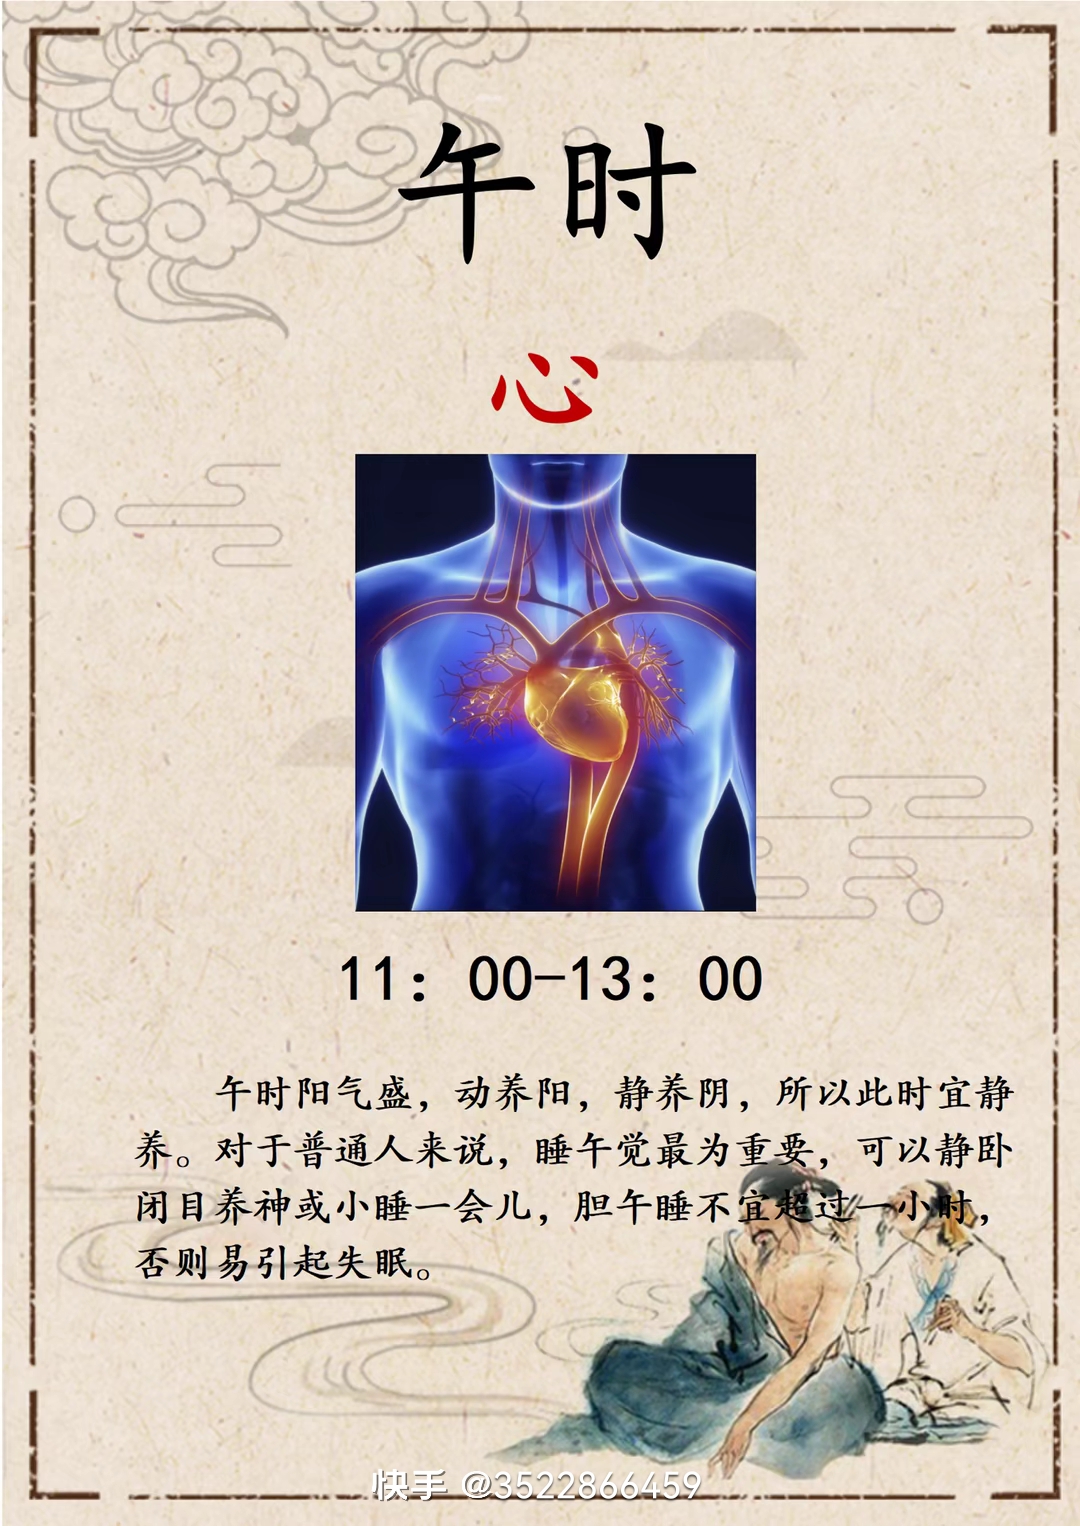 午时
心
11：00-13：00
午时阳气盛，动养阳，静养阴，所以此时宜静
养。对于普通人来说，睡午觉最为重要，可以静卧
闭目养神或小睡一会儿，胆午睡不宜超过一小时，
否则易引起失眠。
快手 @3522866459